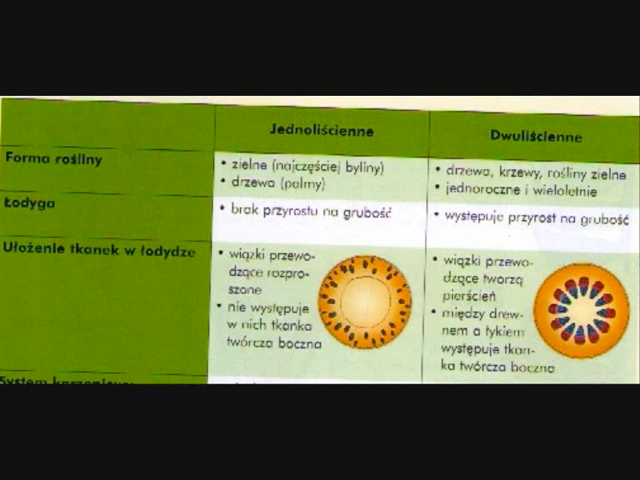 Jednoliścienne
Dwuliścienne
Forma rośliny
• zielne (najczęściej byliny)
• drzewa (palmy)
• drzewa, krzewy, rośliny zielne
• jednoroczne i wieloletnie
Łodyga
• brak przyrostu na grubość
• występuje przyrost na grubość
Ułożenie tkanek w łodydze
• wiązki przewo-
dzące rozpro-
szone
• nie występuje
w nich tkanka
twórcza boczna
• wiązki przewo-
dzące tworzą
pierścień
• między drew-
nem a łykiem
występuje tkan-
ka twórcza boczna
System